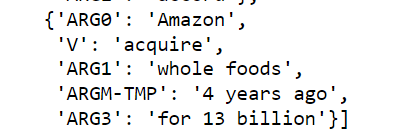 {'ARG0': 'Amazon',
'V': 'acquire',
'ARG1': 'whole foods',
'ARGM-TMP': '4 years ago',
'ARG3': 'for 13 billion'}]